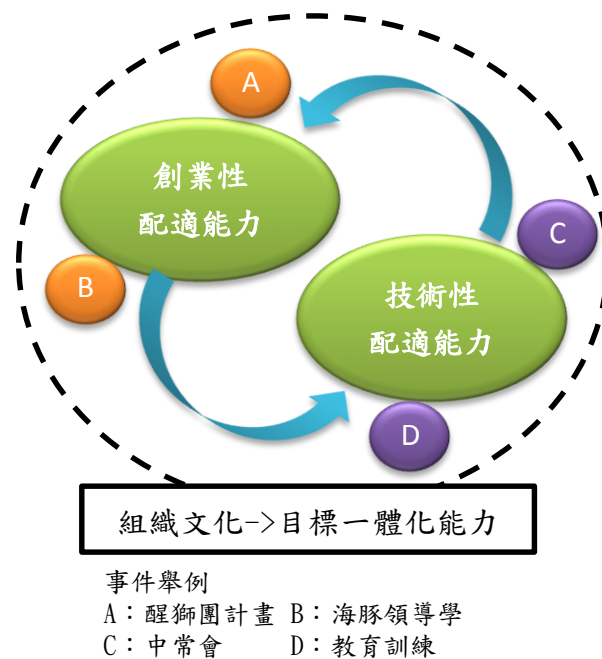 A
創業性
配適能力
C
B
技術性
配適能力
D
組織文化->目標一體化能力
事件舉例
A：醒獅團計畫 B：海豚領導學
C：中常會 D：教育訓練